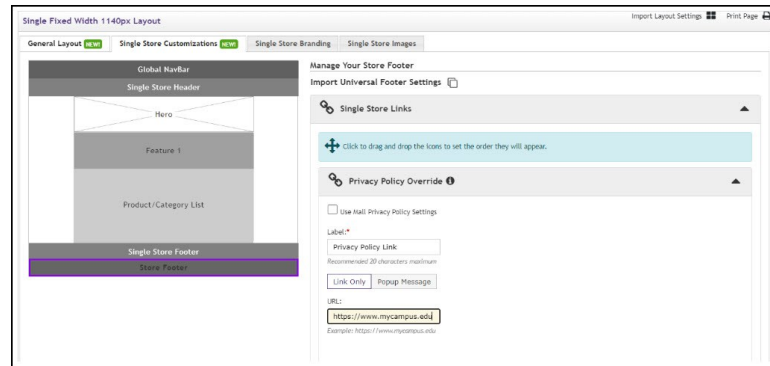 Single Fixed Width 1140px Layout
Import Layout Settings Print Page
General Layout NEW! Single Store Customizations NEW! Single Store Branding Single Store Images
Global NavBar
Single Store Header
Hero
Feature 1
Product/Category List
Single Store Footer
Store Footer
Manage Your Store Footer
Import Universal Footer Settings
Single Store Links
Click to drag and drop the icons to set the order they will appear.
Privacy Policy Override
Use Mall Privacy Policy Settings
Label:*
Privacy Policy Link
Recommended 20 characters maximum
Link Only Popup Message
URL:
https://www.mycampus.edu
Example: https://www.mycampus.edu